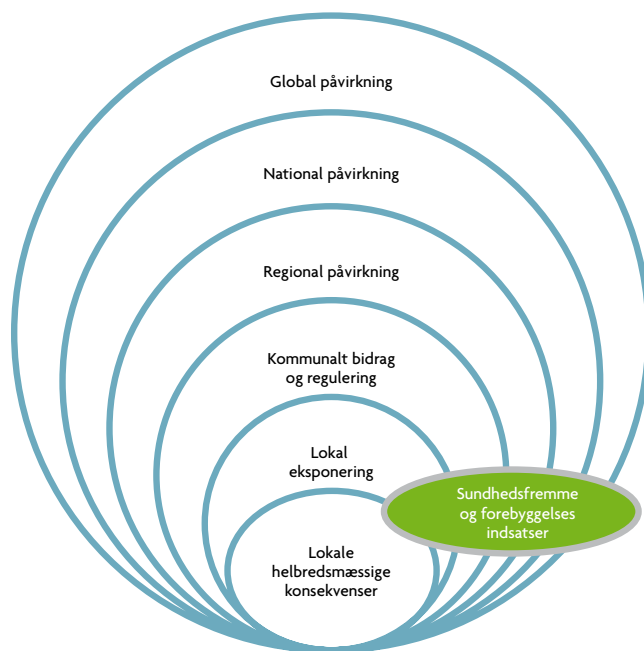 Global påvirkning
National påvirkning
Regional påvirkning
Kommunalt bidrag
og regulering
Lokal
eksponering
Sundhedsfremme
og forebyggelses
indsatser
Lokale
helbredsmæssige
konsekvenser